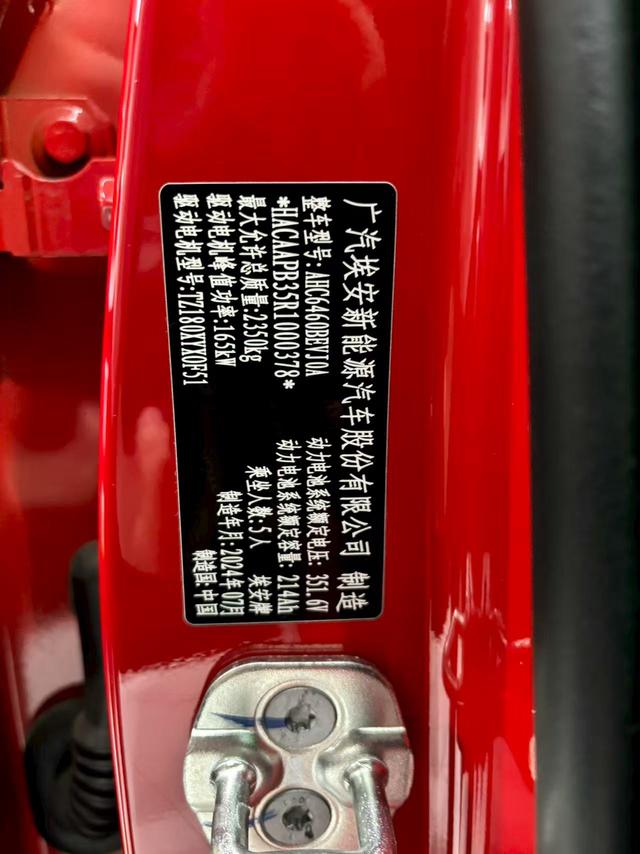 广汽埃安新能源汽车股份有限公司 制造
整车型号:AHC6460BEVJ0A 动力电池系统额定电压:351.6V
*HACAAPB35R1000378* 动力电池系统额定容量:214Ah
最大允许总质量:2350kg 乘坐人数:5人 埃安牌
驱动电机峰值功率:165kW 制造年月:2024年07月
驱动电机型号:TZ180XYX0F51 制造国:中国